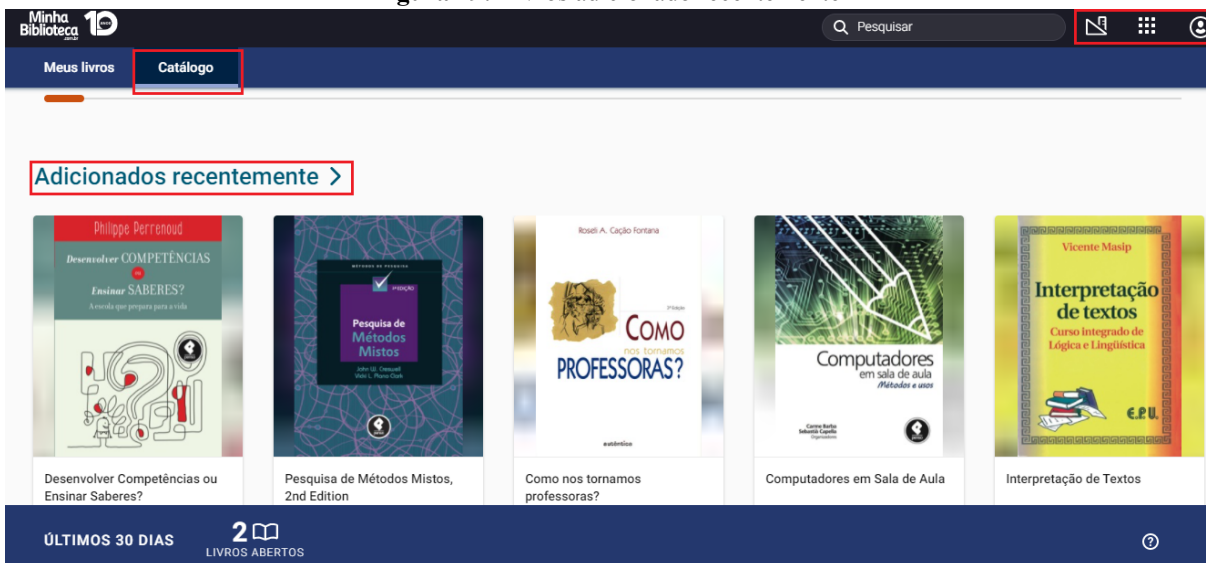 Minha
Biblioteca
Pesquisar
Meus livros
Catálogo
Adicionados recentemente
Philippe Perrenoud
Desenvolver COMPETÊNCIAS
ou
Ensinar SABERES?
A escola que prepara para a vida
MÉTODOS DE PESQUISA
2ª EDIÇÃO
Pesquisa de
Métodos
Mistos
John W. Creswell
Vicki L. Plano Clark
Roseli A. Cação Fontana
COMO
nos tornamos
PROFESSORAS?
autêntica
Computadores
em sala de aula
Métodos e usos
Organizadores
Vicente Masip
Interpretação
de textos
Curso integrado de
Lógica e Lingüística
E.P.U.
Desenvolver Competências ou
Ensinar Saberes?
Pesquisa de Métodos Mistos,
2nd Edition
Como nos tornamos
professoras?
Computadores em Sala de Aula
Interpretação de Textos
ÚLTIMOS 30 DIAS
2
LIVROS ABERTOS